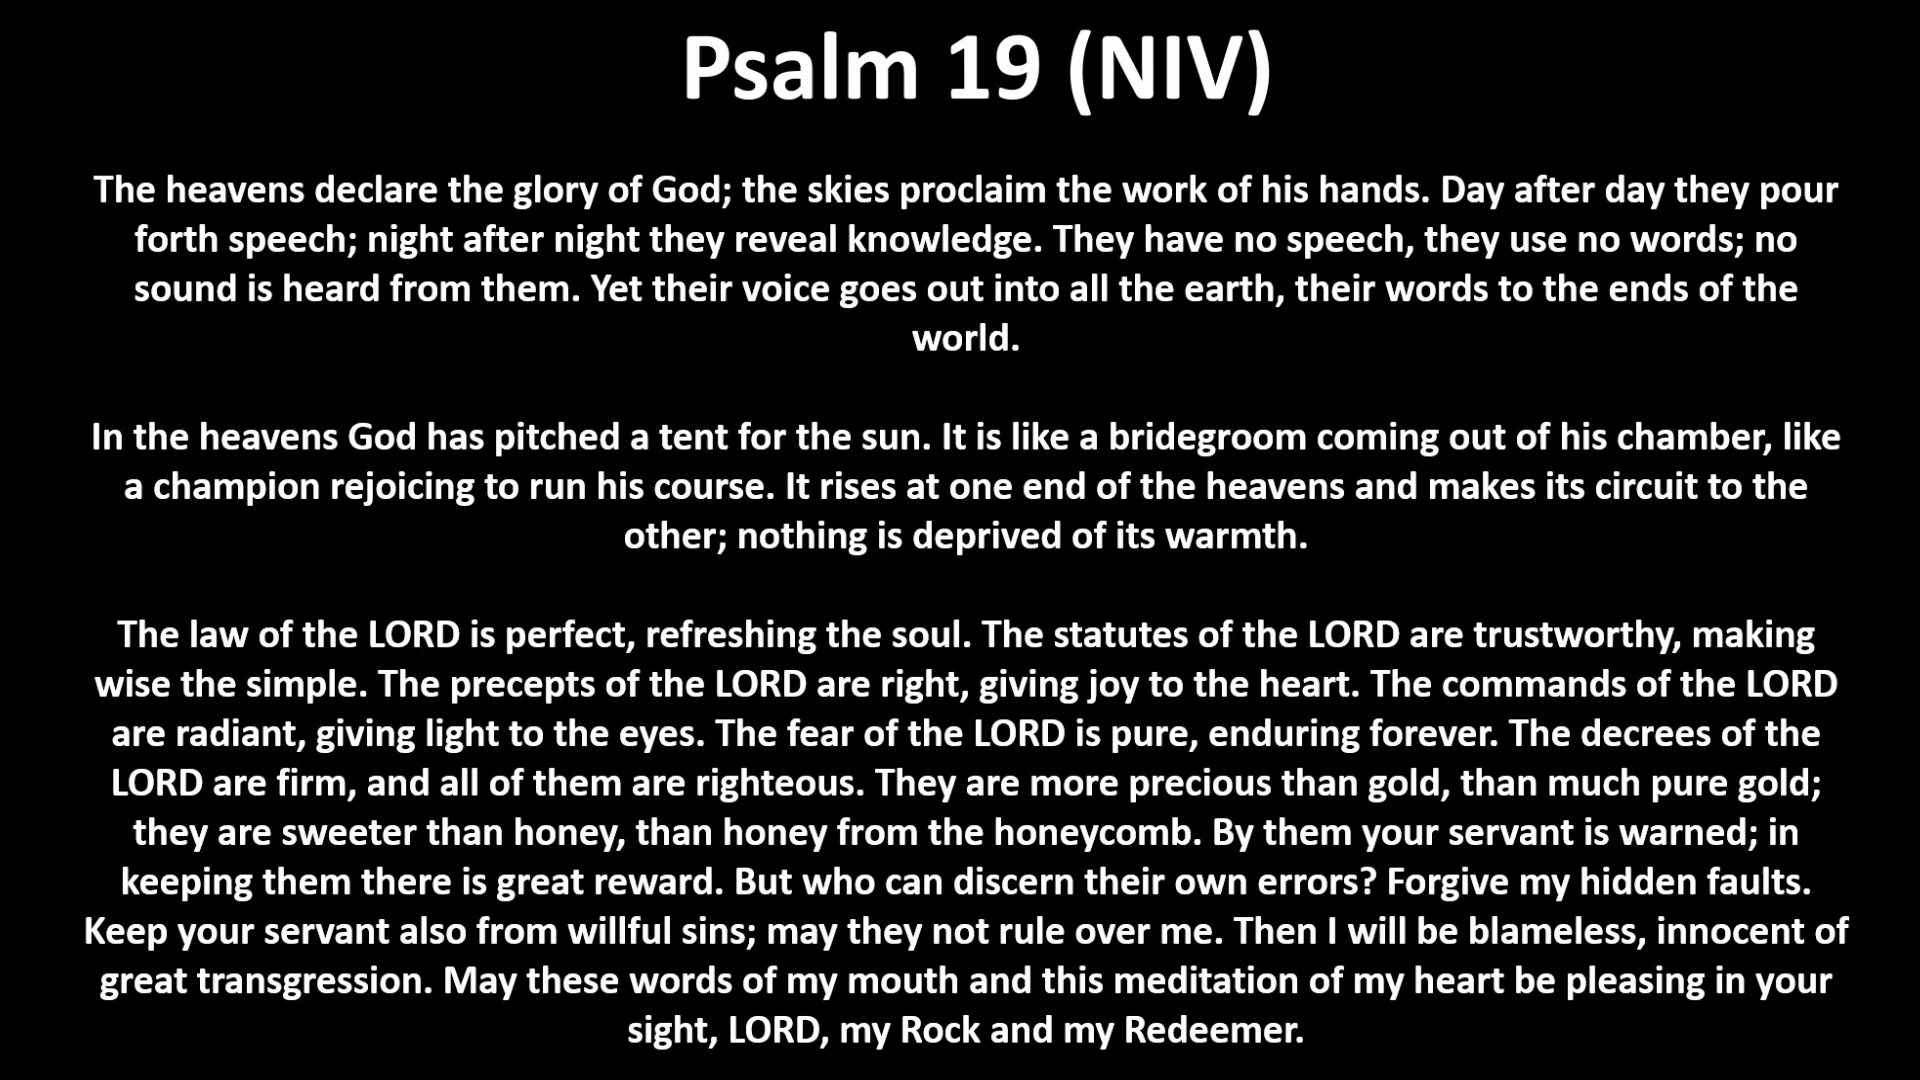 Psalm 19 (NIV)
The heavens declare the glory of God; the skies proclaim the work of his hands. Day after day they pour
forth speech; night after night they reveal knowledge. They have no speech, they use no words; no
sound is heard from them. Yet their voice goes out into all the earth, their words to the ends of the
world.
In the heavens God has pitched a tent for the sun. It is like a bridegroom coming out of his chamber, like
a champion rejoicing to run his course. It rises at one end of the heavens and makes its circuit to the
other; nothing is deprived of its warmth.
The law of the LORD is perfect, refreshing the soul. The statutes of the LORD are trustworthy, making
wise the simple. The precepts of the LORD are right, giving joy to the heart. The commands of the LORD
are radiant, giving light to the eyes. The fear of the LORD is pure, enduring forever. The decrees of the
LORD are firm, and all of them are righteous. They are more precious than gold, than much pure gold;
they are sweeter than honey, than honey from the honeycomb. By them your servant is warned; in
keeping them there is great reward. But who can discern their own errors? Forgive my hidden faults.
Keep your servant also from willful sins; may they not rule over me. Then I will be blameless, innocent of
great transgression. May these words of my mouth and this meditation of my heart be pleasing in your
sight, LORD, my Rock and my Redeemer.